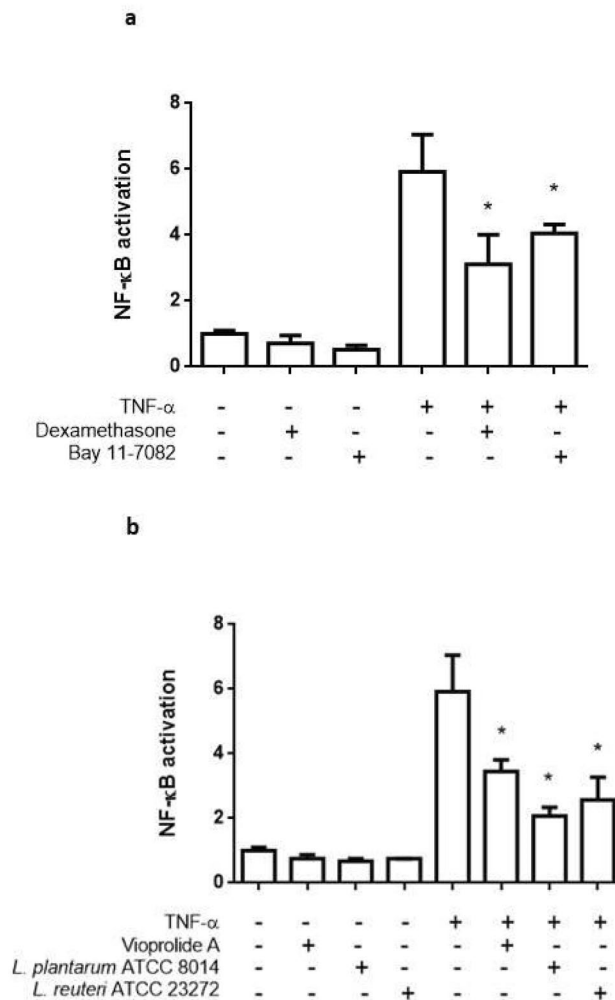 a
NF-κB activation
8
6
4
2
0
*
*
TNF-α - - - + + +
Dexamethasone - + - - + -
Bay 11-7082 - - + - - +
b
NF-κB activation
8
6
4
2
0
*
*
*
TNF-α - - - - + + + +
Vioprolide A - + - - - + - -
L. plantarum ATCC 8014 - - + - - - + -
L. reuteri ATCC 23272 - - - + - - - +